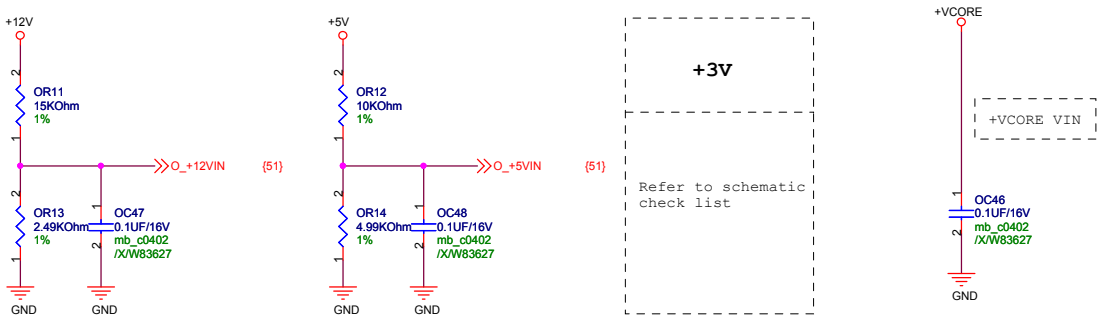 +12V
2
OR11
15KOhm
1%
1
O_+12VIN
{51}
2
OR13
2.49KOhm
1%
1
1
OC47
0.1UF/16V
mb_c0402
/X/W83627
2
GND
GND
+5V
2
OR12
10KOhm
1%
1
O_+5VIN
{51}
2
OR14
4.99KOhm
1%
1
1
OC48
0.1UF/16V
mb_c0402
/X/W83627
2
GND
GND
+3V
Refer to schematic
check list
+VCORE
+VCORE VIN
1
OC46
0.1UF/16V
mb_c0402
/X/W83627
2
GND